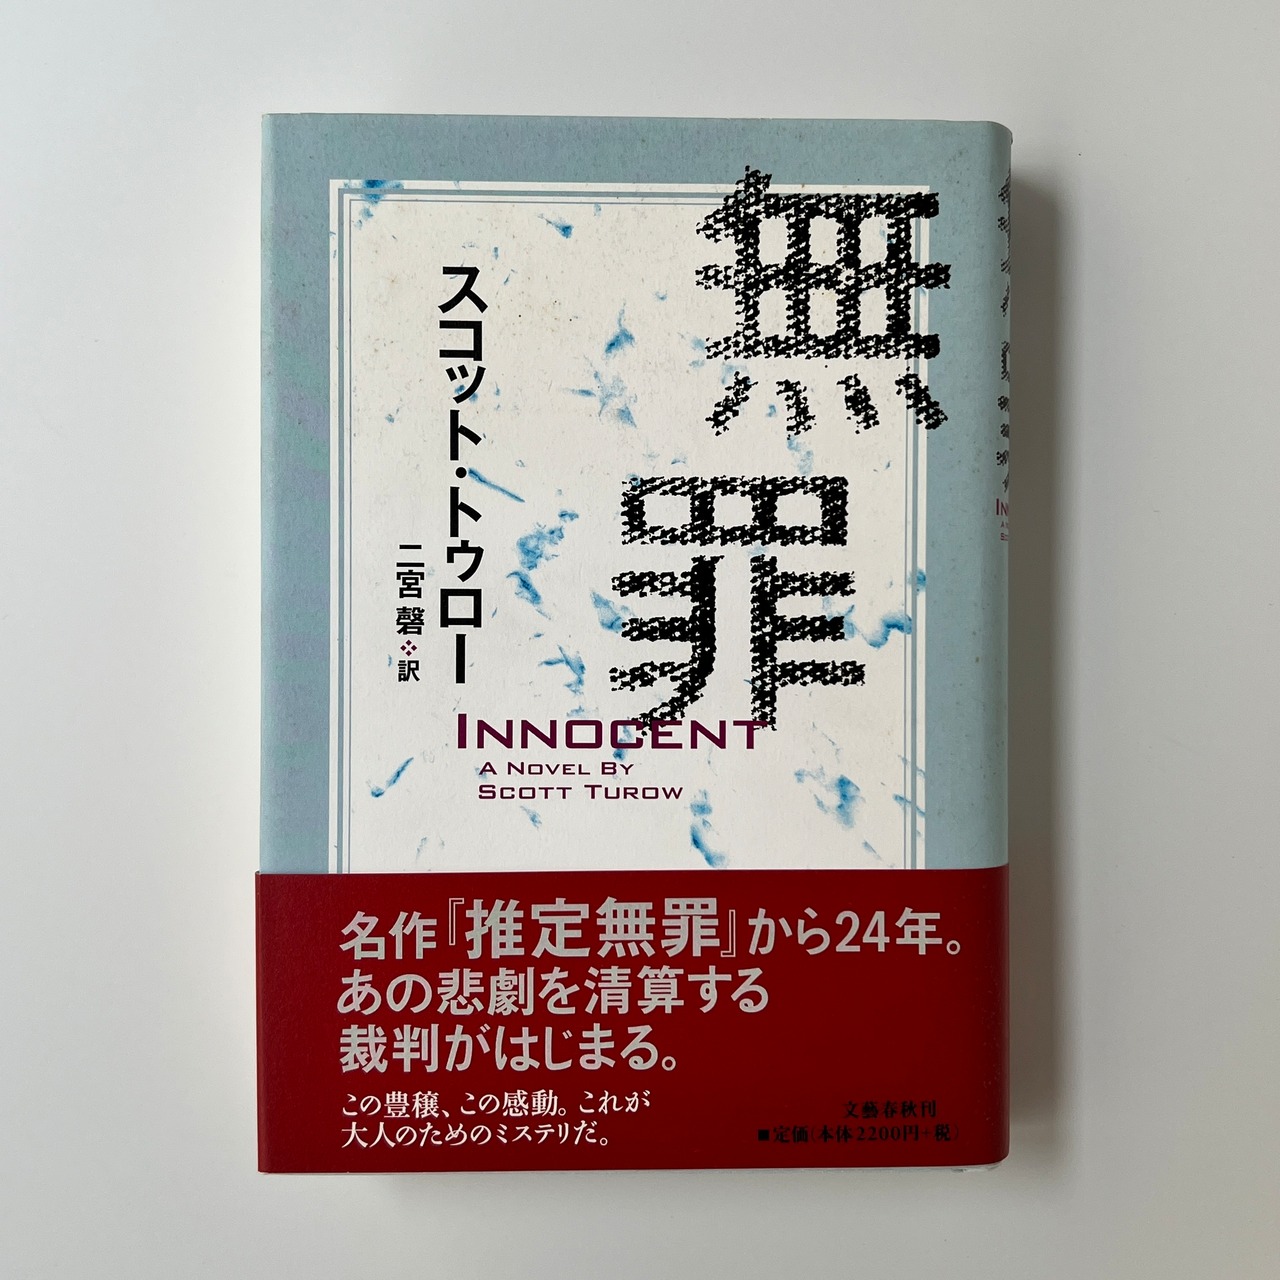 無罪
スコット・トゥロー
二宮磬 訳
INNOCENT
A NOVEL BY
SCOTT TUROW
名作『推定無罪』から24年。
あの悲劇を清算する
裁判がはじまる。
この豊穣、この感動。これが
大人のためのミステリだ。
文藝春秋刊
■定価(本体2200円+税)